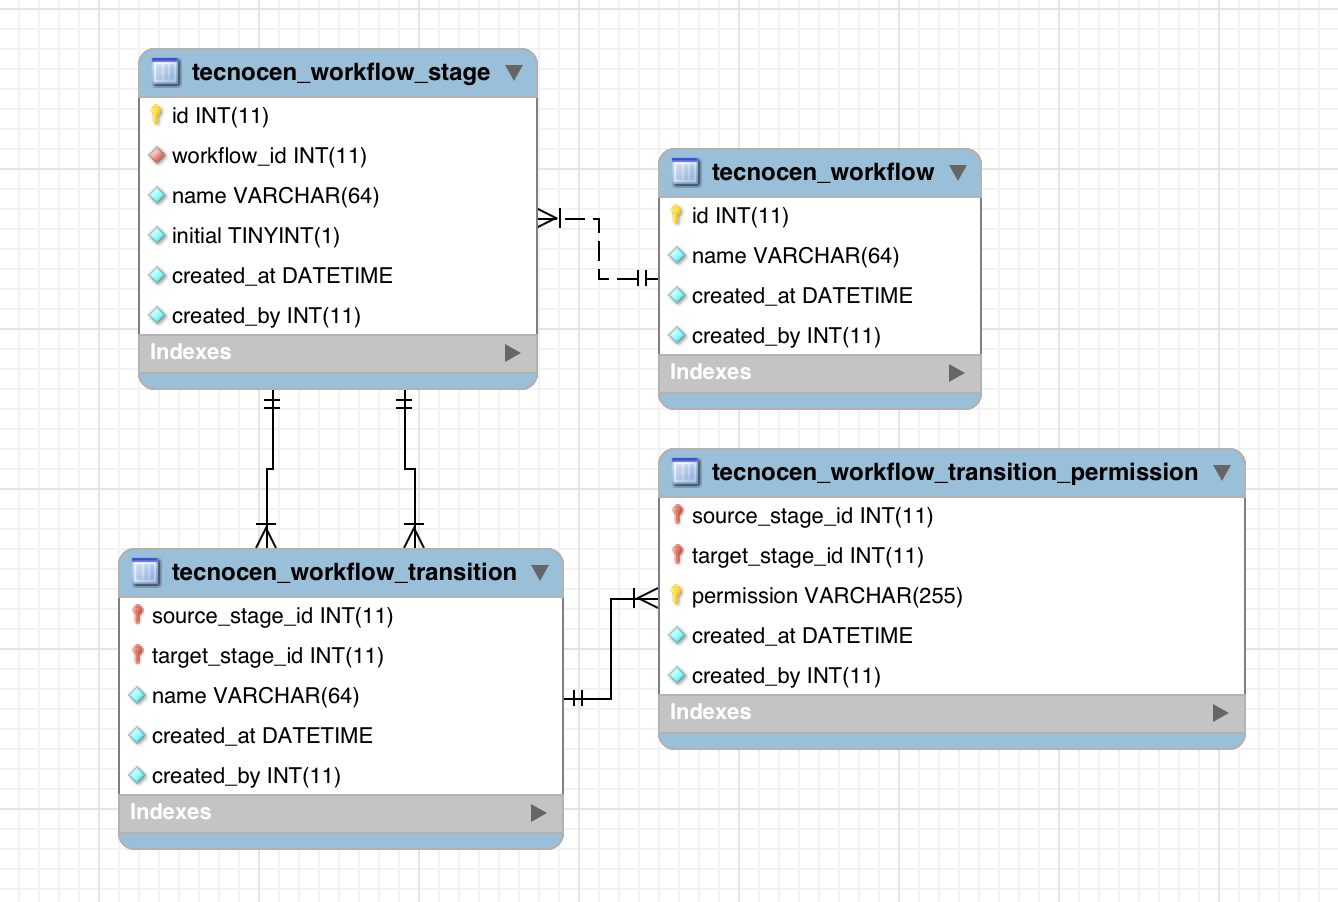 tecnocen_workflow_stage
id INT(11)
workflow_id INT(11)
name VARCHAR(64)
initial TINYINT(1)
created_at DATETIME
created_by INT(11)
Indexes
tecnocen_workflow
id INT(11)
name VARCHAR(64)
created_at DATETIME
created_by INT(11)
Indexes
tecnocen_workflow_transition
source_stage_id INT(11)
target_stage_id INT(11)
name VARCHAR(64)
created_at DATETIME
created_by INT(11)
Indexes
tecnocen_workflow_transition_permission
source_stage_id INT(11)
target_stage_id INT(11)
permission VARCHAR(255)
created_at DATETIME
created_by INT(11)
Indexes